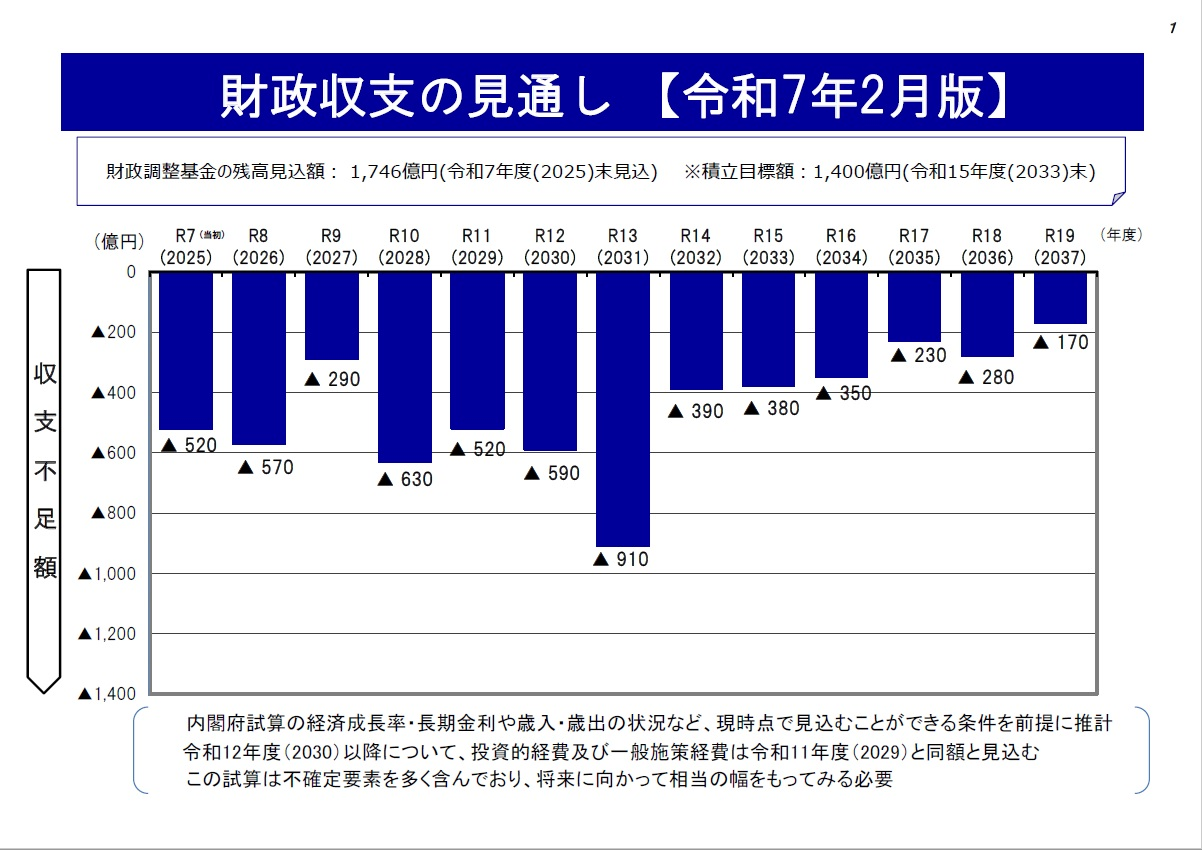 1
財政収支の見通し 【令和7年2月版】
財政調整基金の残高見込額： 1,746億円(令和7年度(2025)末見込) ※積立目標額：1,400億円(令和15年度(2033)末)
（億円） R7（当初） R8 R9 R10 R11 R12 R13 R14 R15 R16 R17 R18 R19 （年度）
（2025） （2026） （2027） （2028） （2029） （2030） （2031） （2032） （2033） （2034） （2035） （2036） （2037）
0
▲200
▲400
▲600
▲800
▲1,000
▲1,200
▲1,400
収支不足額
▲ 520
▲ 570
▲ 290
▲ 630
▲ 520
▲ 590
▲ 910
▲ 390
▲ 380
▲ 350
▲ 230
▲ 280
▲ 170
内閣府試算の経済成長率・長期金利や歳入・歳出の状況など、現時点で見込むことができる条件を前提に推計
令和12年度（2030）以降について、投資的経費及び一般施策経費は令和11年度（2029）と同額と見込む
この試算は不確定要素を多く含んでおり、将来に向かって相当の幅をもってみる必要